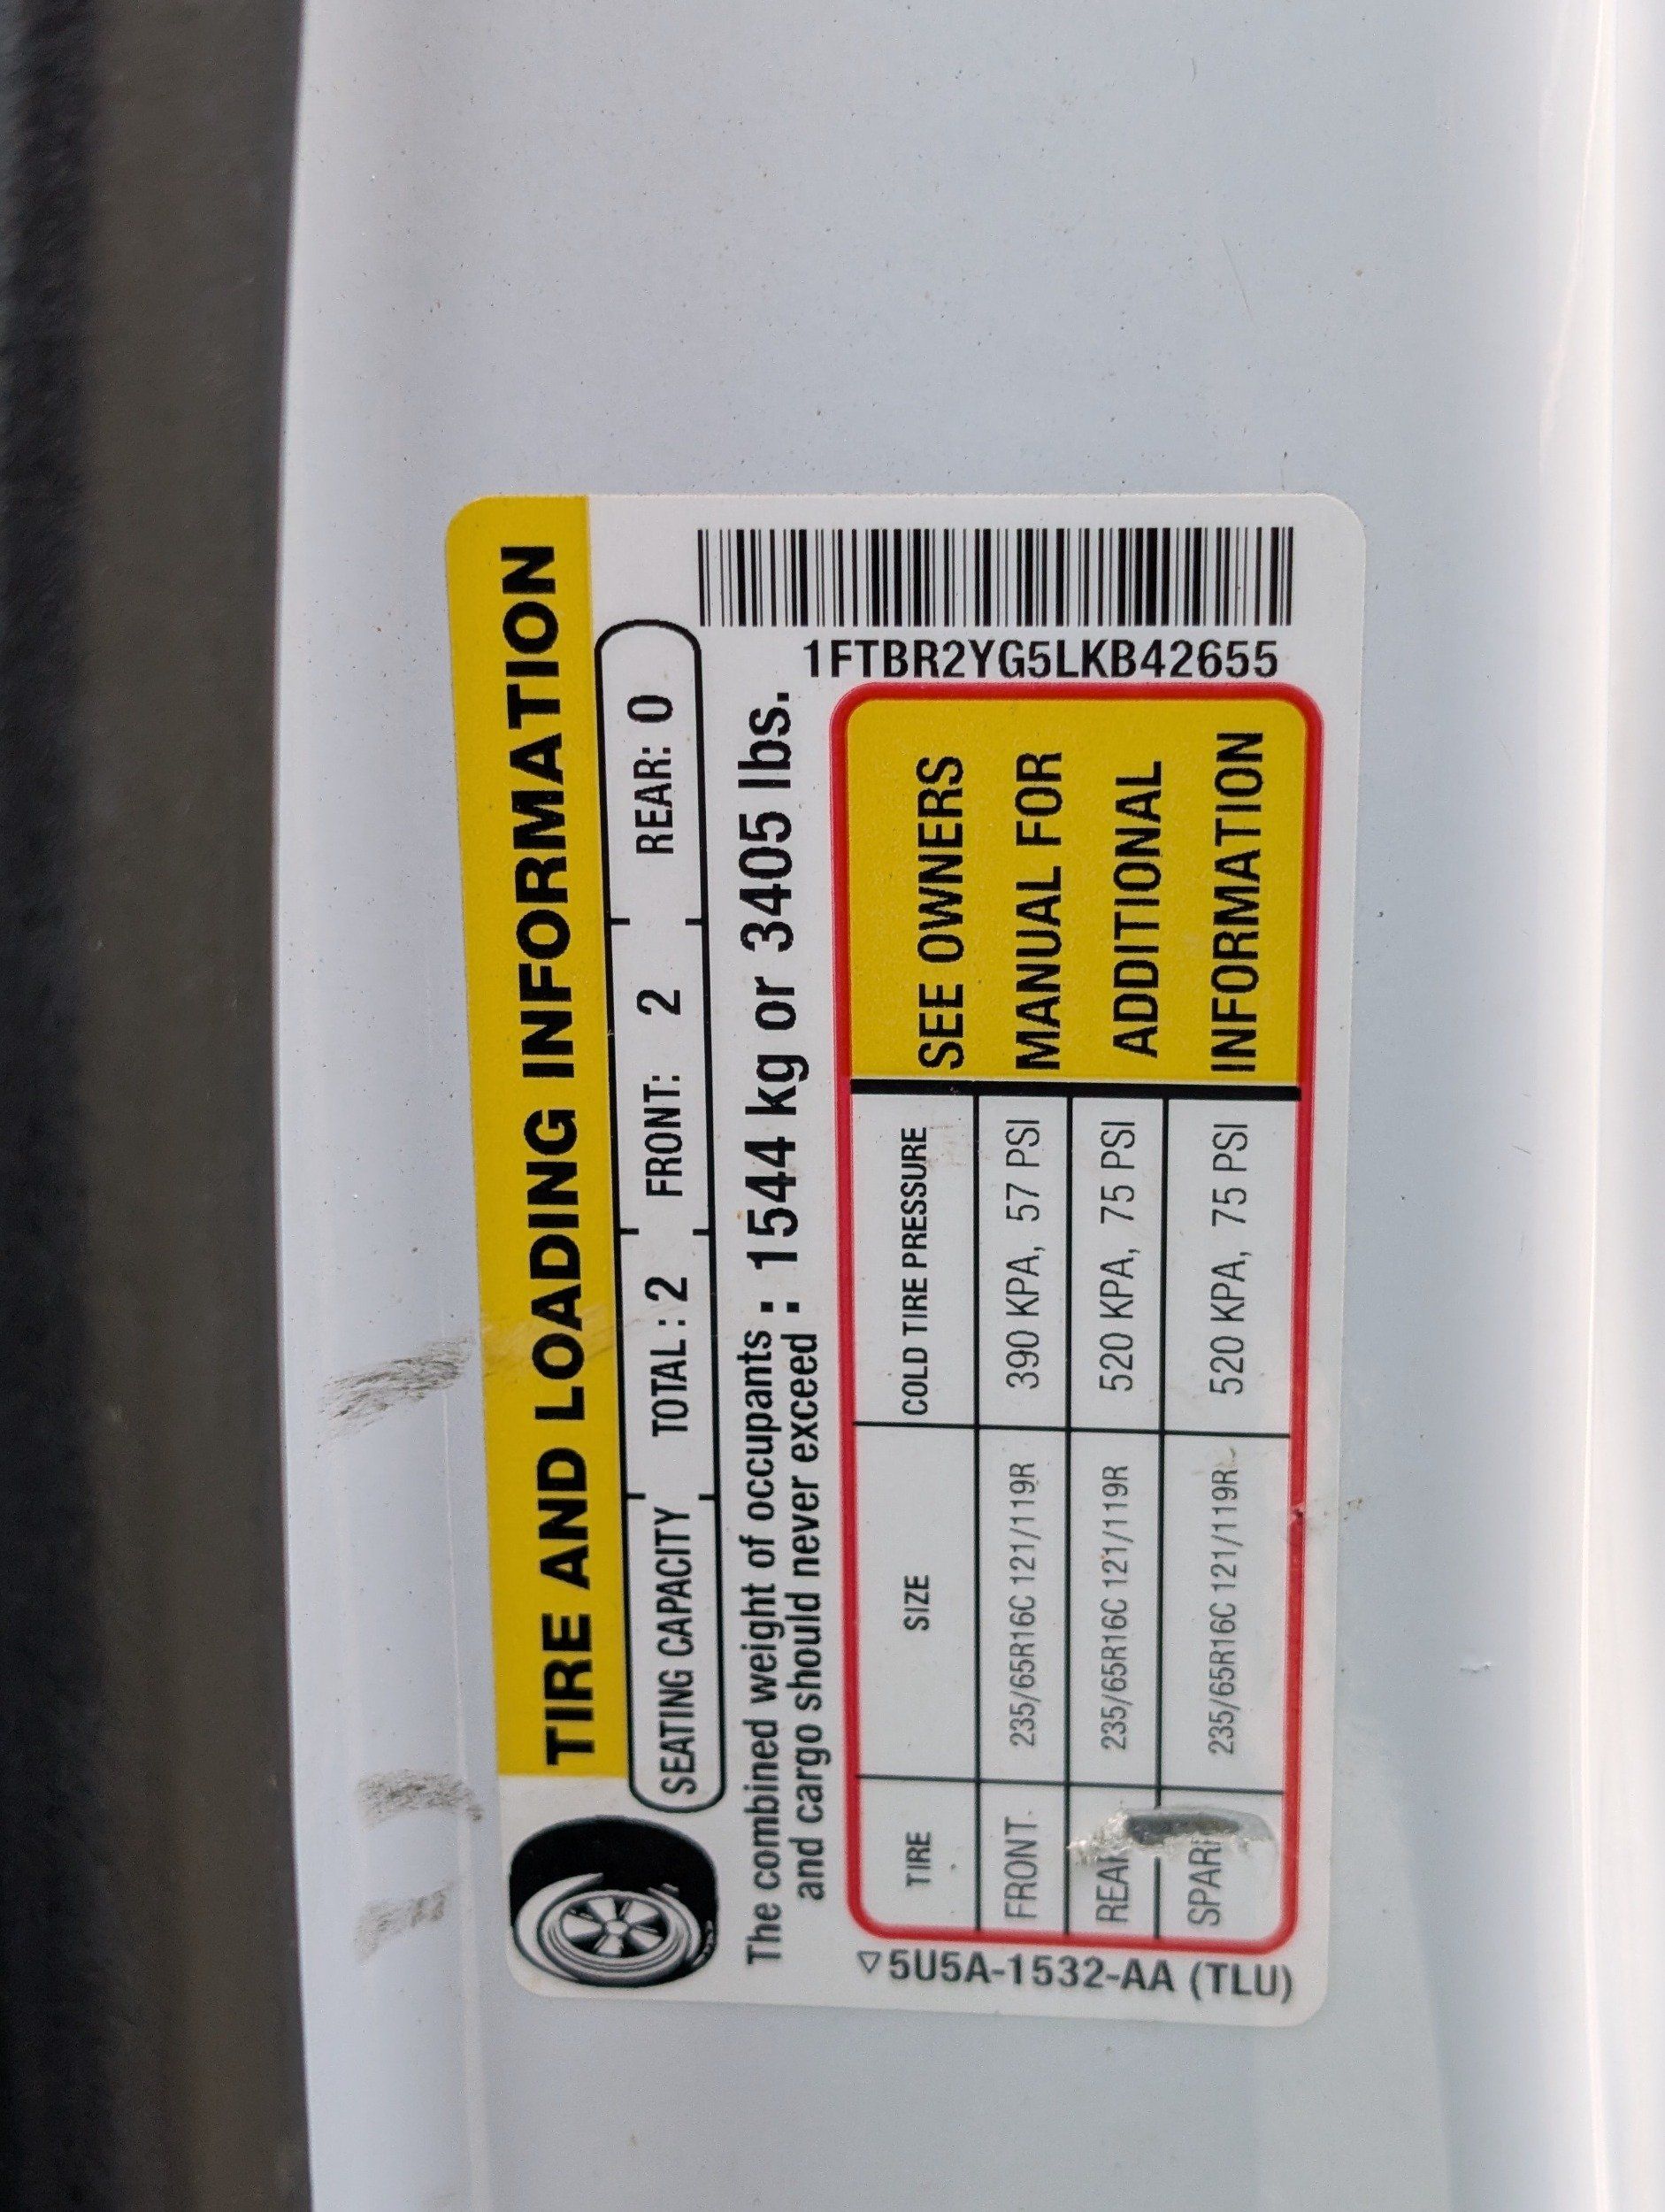 TIRE AND LOADING INFORMATION
SEATING CAPACITY TOTAL : 2 FRONT: 2 REAR: 0
The combined weight of occupants
and cargo should never exceed : 1544 kg or 3405 lbs.
1FTBR2YG5LKB42655
TIRE SIZE COLD TIRE PRESSURE
FRONT 235/65R16C 121/119R 390 KPA, 57 PSI
235/65R16C 121/119R 520 KPA, 75 PSI
235/65R16C 121/119R 520 KPA, 75 PSI
SEE OWNERS
MANUAL FOR
ADDITIONAL
INFORMATION
▽5U5A-1532-AA (TLU)